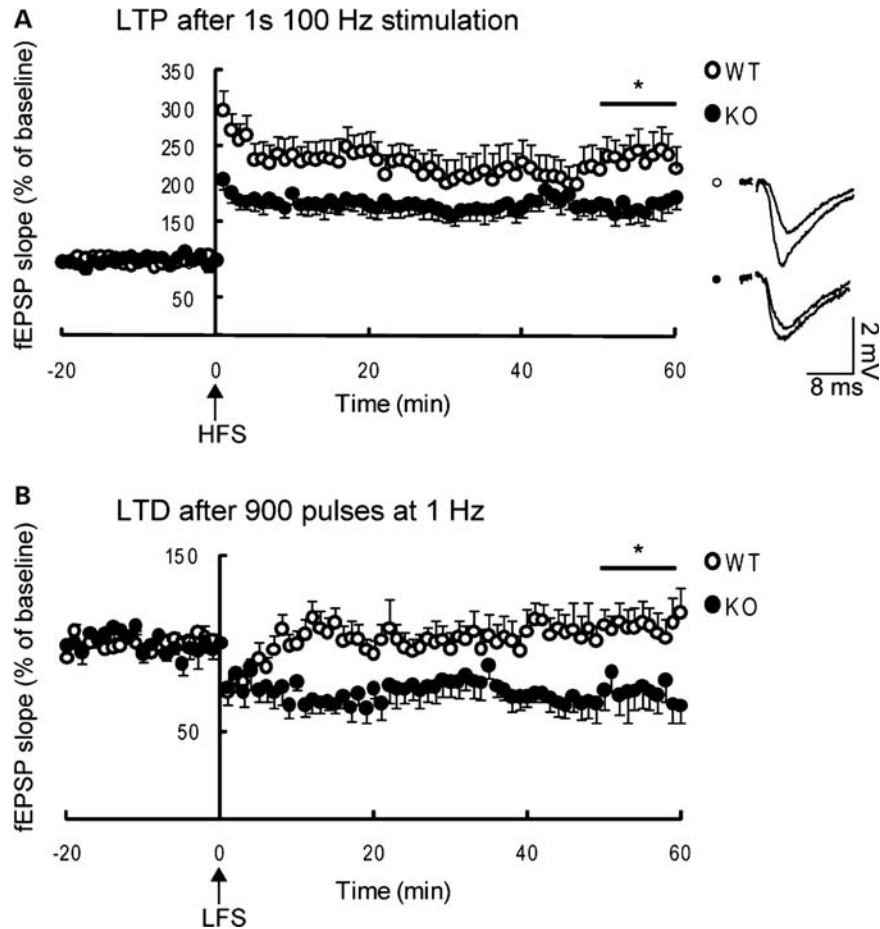 A
LTP after 1s 100 Hz stimulation
fEPSP slope (% of baseline)
350
300
250
200
150
100
50
*
WT
KO
-20 0 20 40 60
Time (min)
HFS
2 mV
8 ms
B
LTD after 900 pulses at 1 Hz
fEPSP slope (% of baseline)
150
50
*
WT
KO
-20 0 20 40 60
Time (min)
LFS